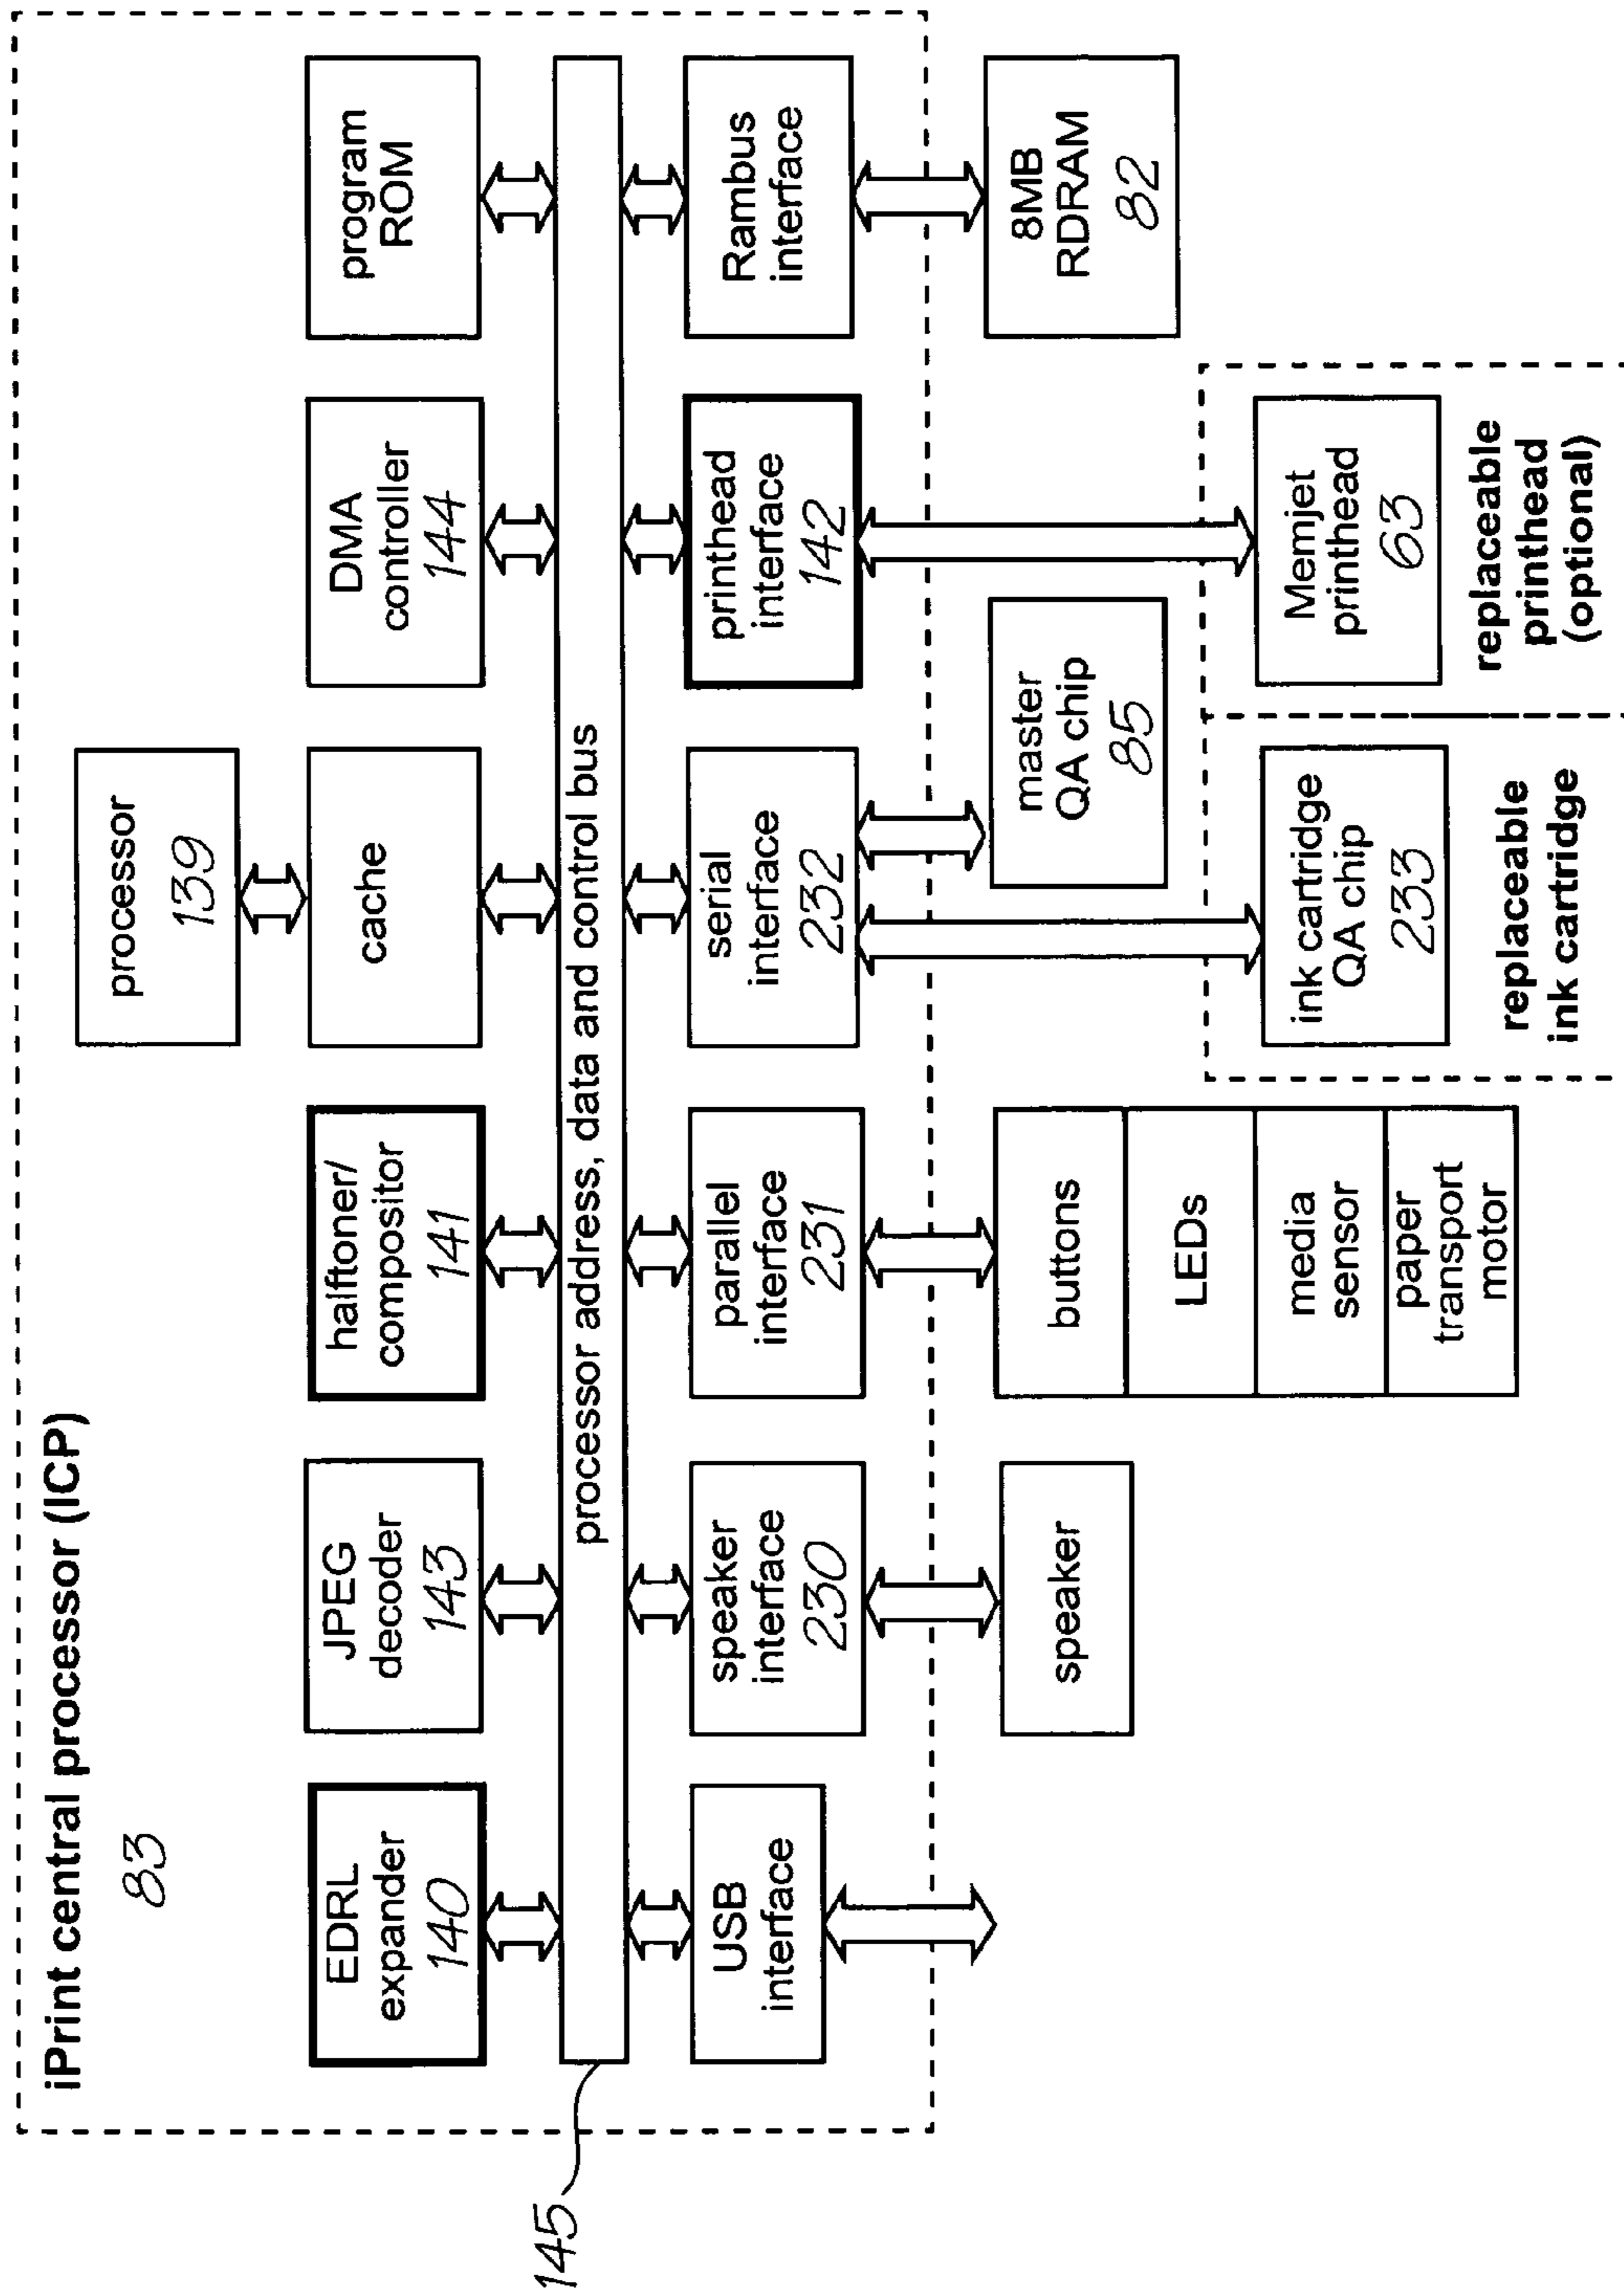 iPrint central processor (ICP)
83
processor
139
EDRL
expander
140
JPEG
decoder
143
halftoner/
compositor
141
cache
DMA
controller
144
program
ROM
145
processor address, data and control bus
USB
interface
speaker
interface
230
parallel
interface
231
serial
interface
232
printhead
interface
142
Rambus
interface
speaker
buttons
LEDs
media
sensor
paper
transport
motor
master
QA chip
85
8MB
RDRAM
82
ink cartridge
QA chip
233
replaceable
ink cartridge
Memjet
printhead
63
replaceable
printhead
(optional)